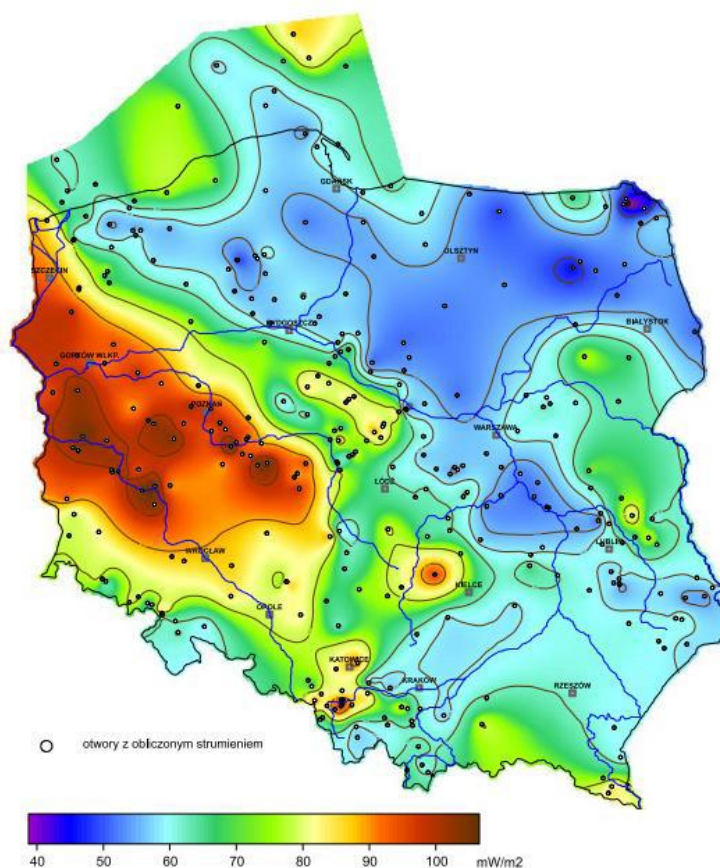 GDAŃSK
OLSZTYN
SZCZECIN
BYDGOSZCZ
BIAŁYSTOK
GORZÓW WLKP.
POZNAŃ
WARSZAWA
ŁÓDŹ
WROCŁAW
LUBLIN
KIELCE
OPOLE
KATOWICE
KRAKÓW
RZESZÓW
otwory z obliczonym strumieniem
40 50 60 70 80 90 100 mW/m2